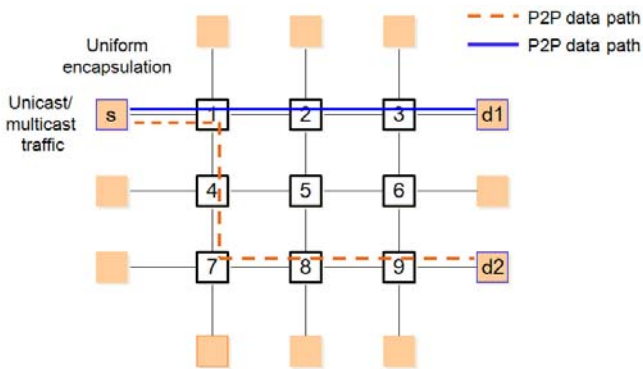 P2P data path
P2P data path
Uniform
encapsulation
Unicast/
multicast
traffic
s
1
2
3
d1
4
5
6
7
8
9
d2